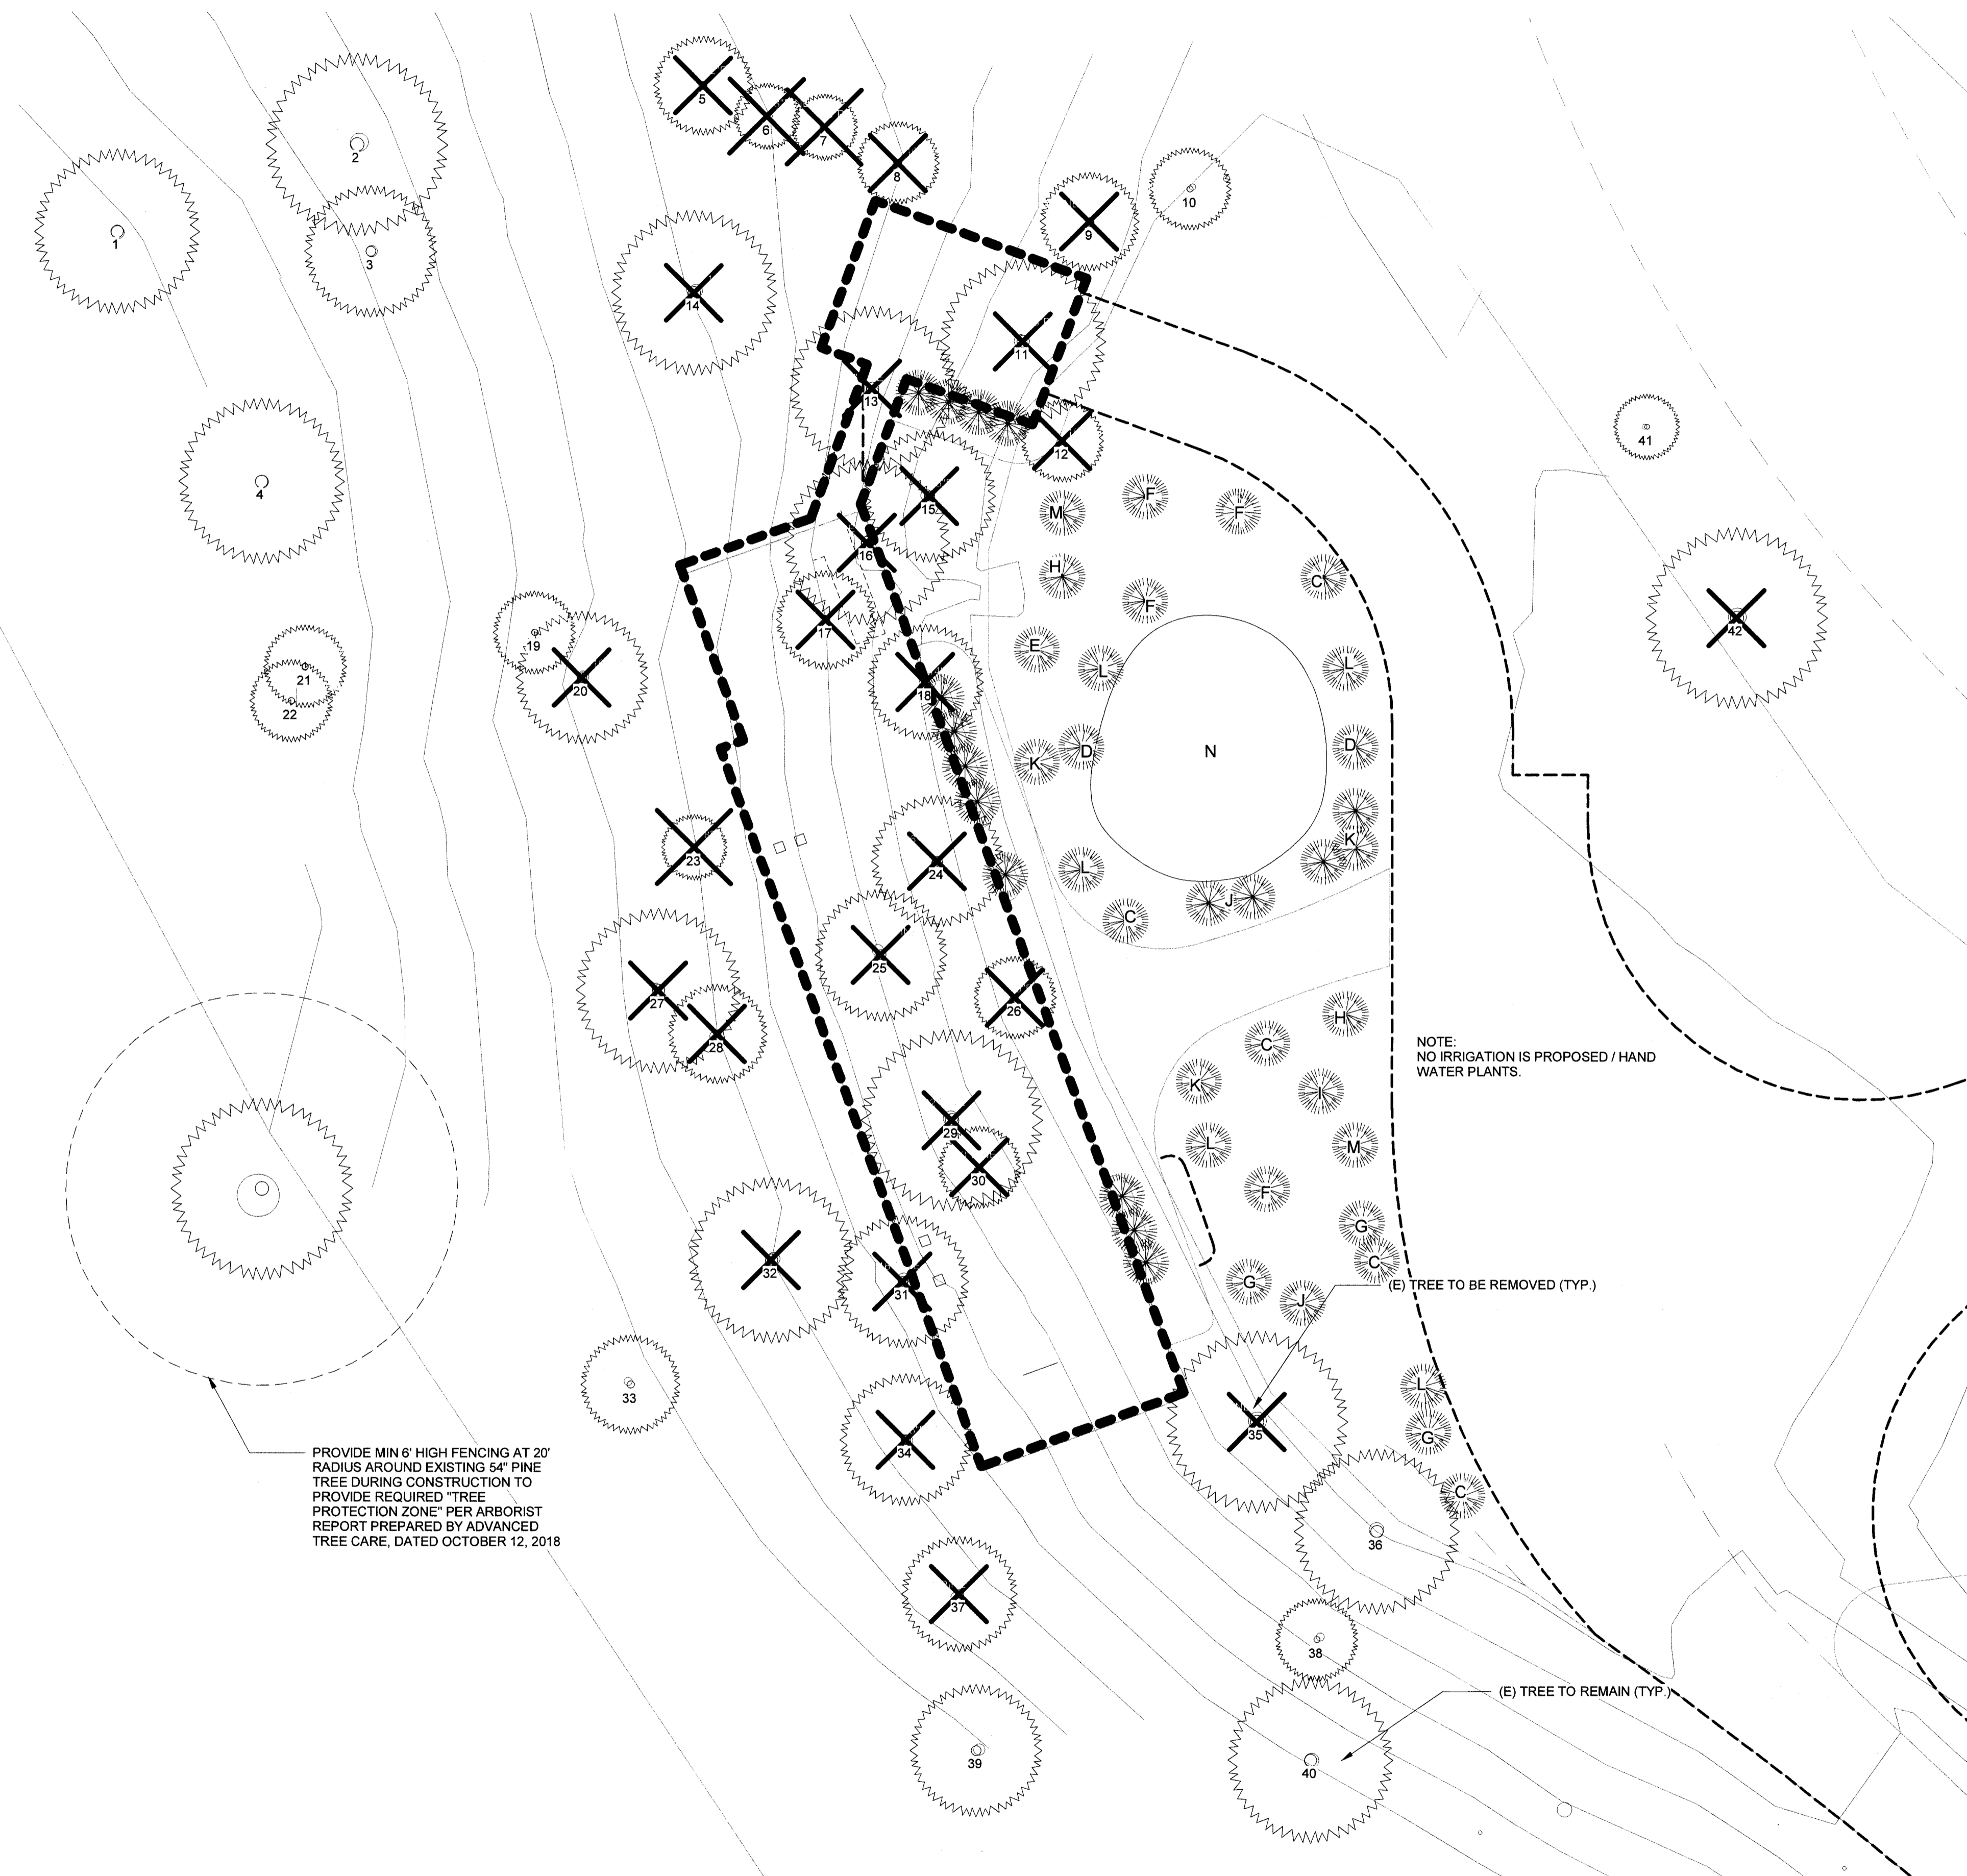 5
6
7
2
8
10
1
9
3
14
11
13
41
12
4
F
15
M
F
16
H
C
F
17
42
19
E
L
L
21
20
18
22
D
D
N
K
K
23
L
24
J
C
25
27
26
H
28
C
NOTE:
NO IRRIGATION IS PROPOSED / HAND
WATER PLANTS.
K
I
29
L
M
30
F
G
C
32
G
31
J
(E) TREE TO BE REMOVED (TYP.)
33
L
35
G
34
PROVIDE MIN 6' HIGH FENCING AT 20'
RADIUS AROUND EXISTING 54" PINE
TREE DURING CONSTRUCTION TO
PROVIDE REQUIRED "TREE
PROTECTION ZONE" PER ARBORIST
REPORT PREPARED BY ADVANCED
TREE CARE, DATED OCTOBER 12, 2018
C
36
37
38
(E) TREE TO REMAIN (TYP.)
39
40